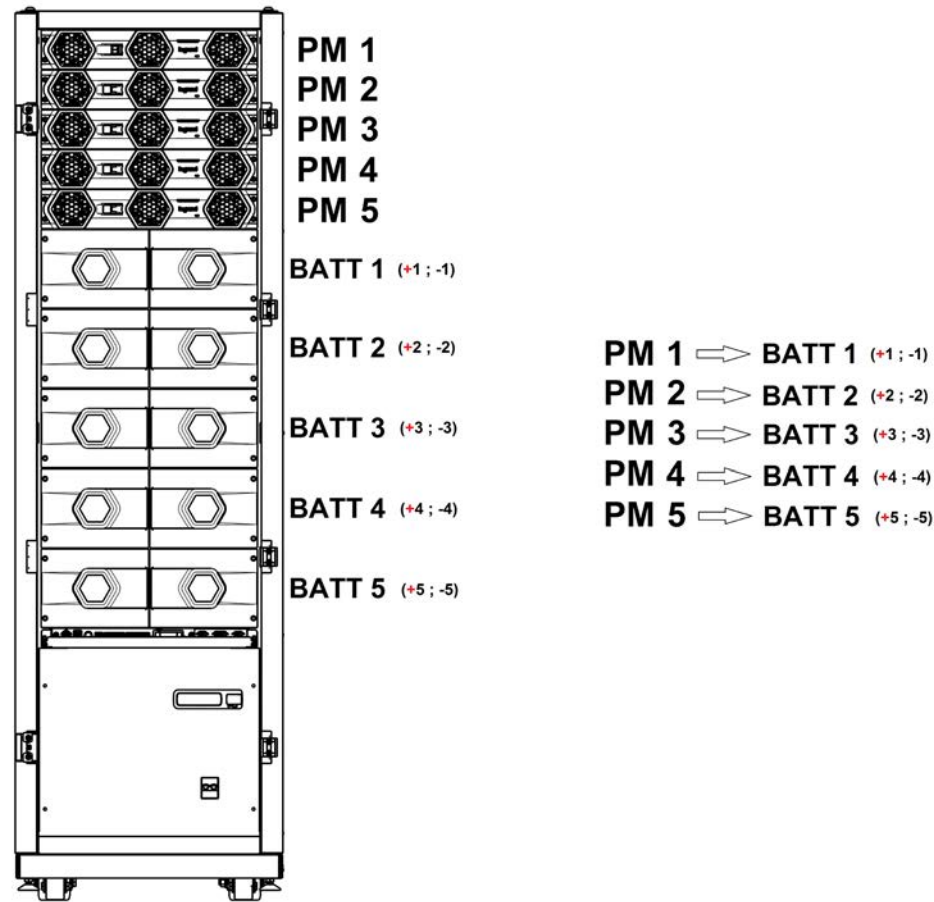 PM 1
PM 2
PM 3
PM 4
PM 5
BATT 1 (+1 ; -1)
BATT 2 (+2 ; -2)
BATT 3 (+3 ; -3)
BATT 4 (+4 ; -4)
BATT 5 (+5 ; -5)
PM 1 ⇨ BATT 1 (+1 ; -1)
PM 2 ⇨ BATT 2 (+2 ; -2)
PM 3 ⇨ BATT 3 (+3 ; -3)
PM 4 ⇨ BATT 4 (+4 ; -4)
PM 5 ⇨ BATT 5 (+5 ; -5)